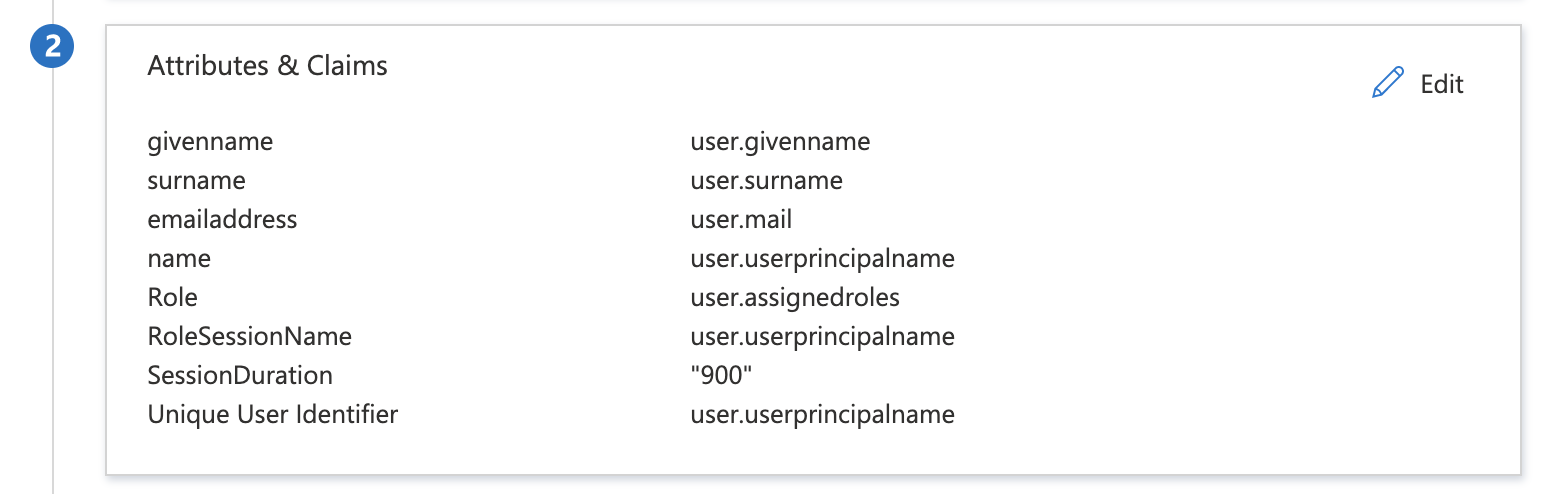 2
Attributes & Claims
Edit
givenname user.givenname
surname user.surname
emailaddress user.mail
name user.userprincipalname
Role user.assignedroles
RoleSessionName user.userprincipalname
SessionDuration "900"
Unique User Identifier user.userprincipalname